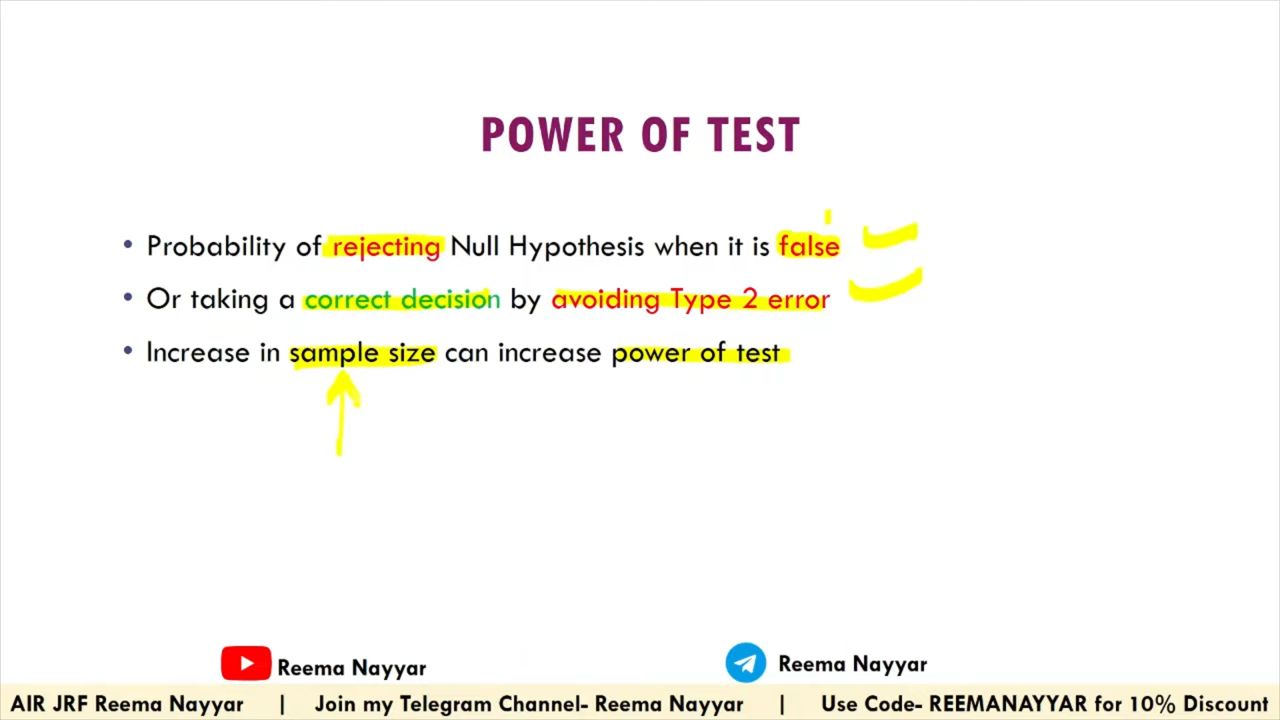 POWER OF TEST
• Probability of rejecting Null Hypothesis when it is false
• Or taking a correct decision by avoiding Type 2 error
• Increase in sample size can increase power of test
Reema Nayyar
Reema Nayyar
AIR JRF Reema Nayyar | Join my Telegram Channel- Reema Nayyar | Use Code- REEMANAYYAR for 10% Discount